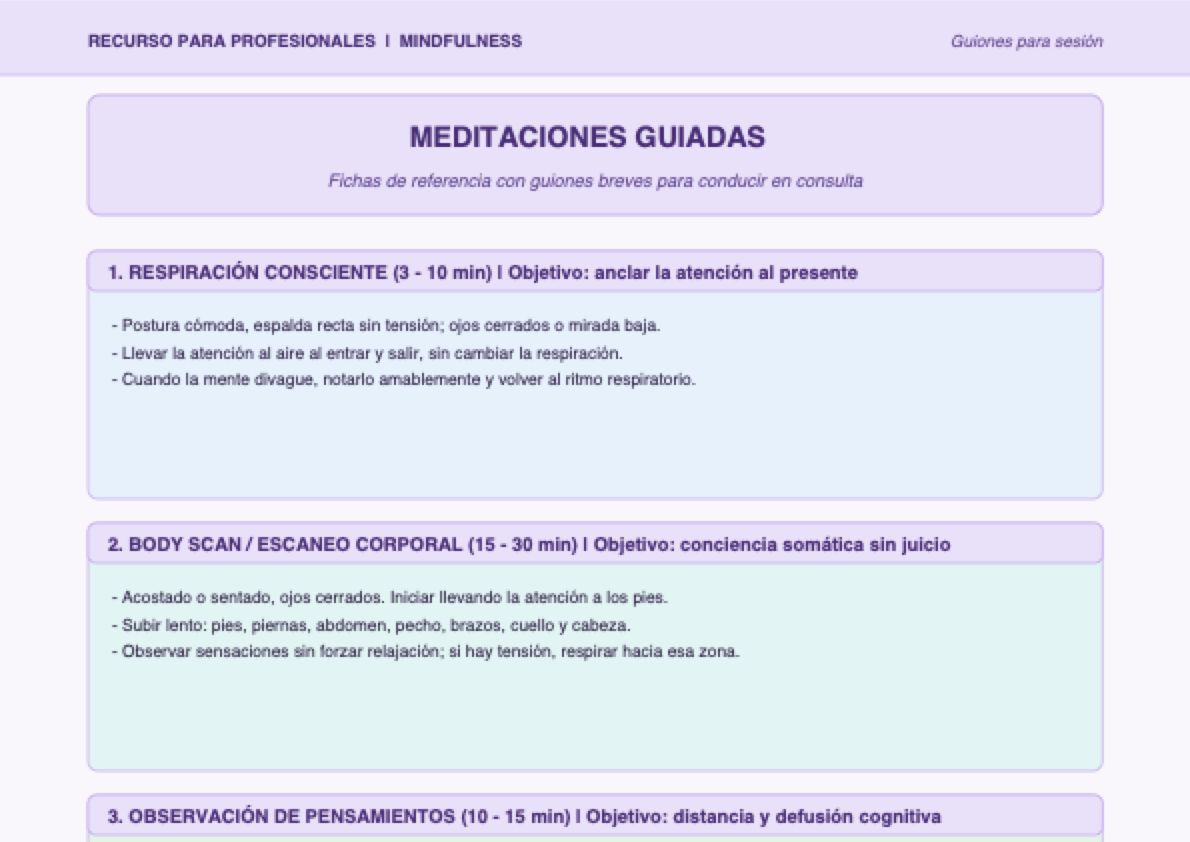 RECURSO PARA PROFESIONALES | MINDFULNESS
Guiones para sesión
MEDITACIONES GUIADAS
Fichas de referencia con guiones breves para conducir en consulta
1. RESPIRACIÓN CONSCIENTE (3 - 10 min) | Objetivo: anclar la atención al presente
- Postura cómoda, espalda recta sin tensión; ojos cerrados o mirada baja.
- Llevar la atención al aire al entrar y salir, sin cambiar la respiración.
- Cuando la mente divague, notarlo amablemente y volver al ritmo respiratorio.
2. BODY SCAN / ESCANEO CORPORAL (15 - 30 min) | Objetivo: conciencia somática sin juicio
- Acostado o sentado, ojos cerrados. Iniciar llevando la atención a los pies.
- Subir lento: pies, piernas, abdomen, pecho, brazos, cuello y cabeza.
- Observar sensaciones sin forzar relajación; si hay tensión, respirar hacia esa zona.
3. OBSERVACIÓN DE PENSAMIENTOS (10 - 15 min) | Objetivo: distancia y defusión cognitiva